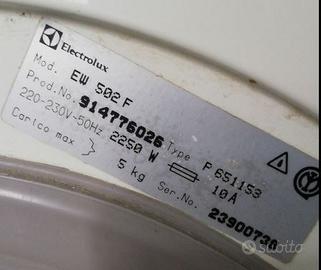 Electrolux
Mod. EW 502 F
Prod.No. 914776026 Type P 651153
220-230V-50Hz 2250 W 10A
Carico max } 5 kg Ser.No. 23900730
subito